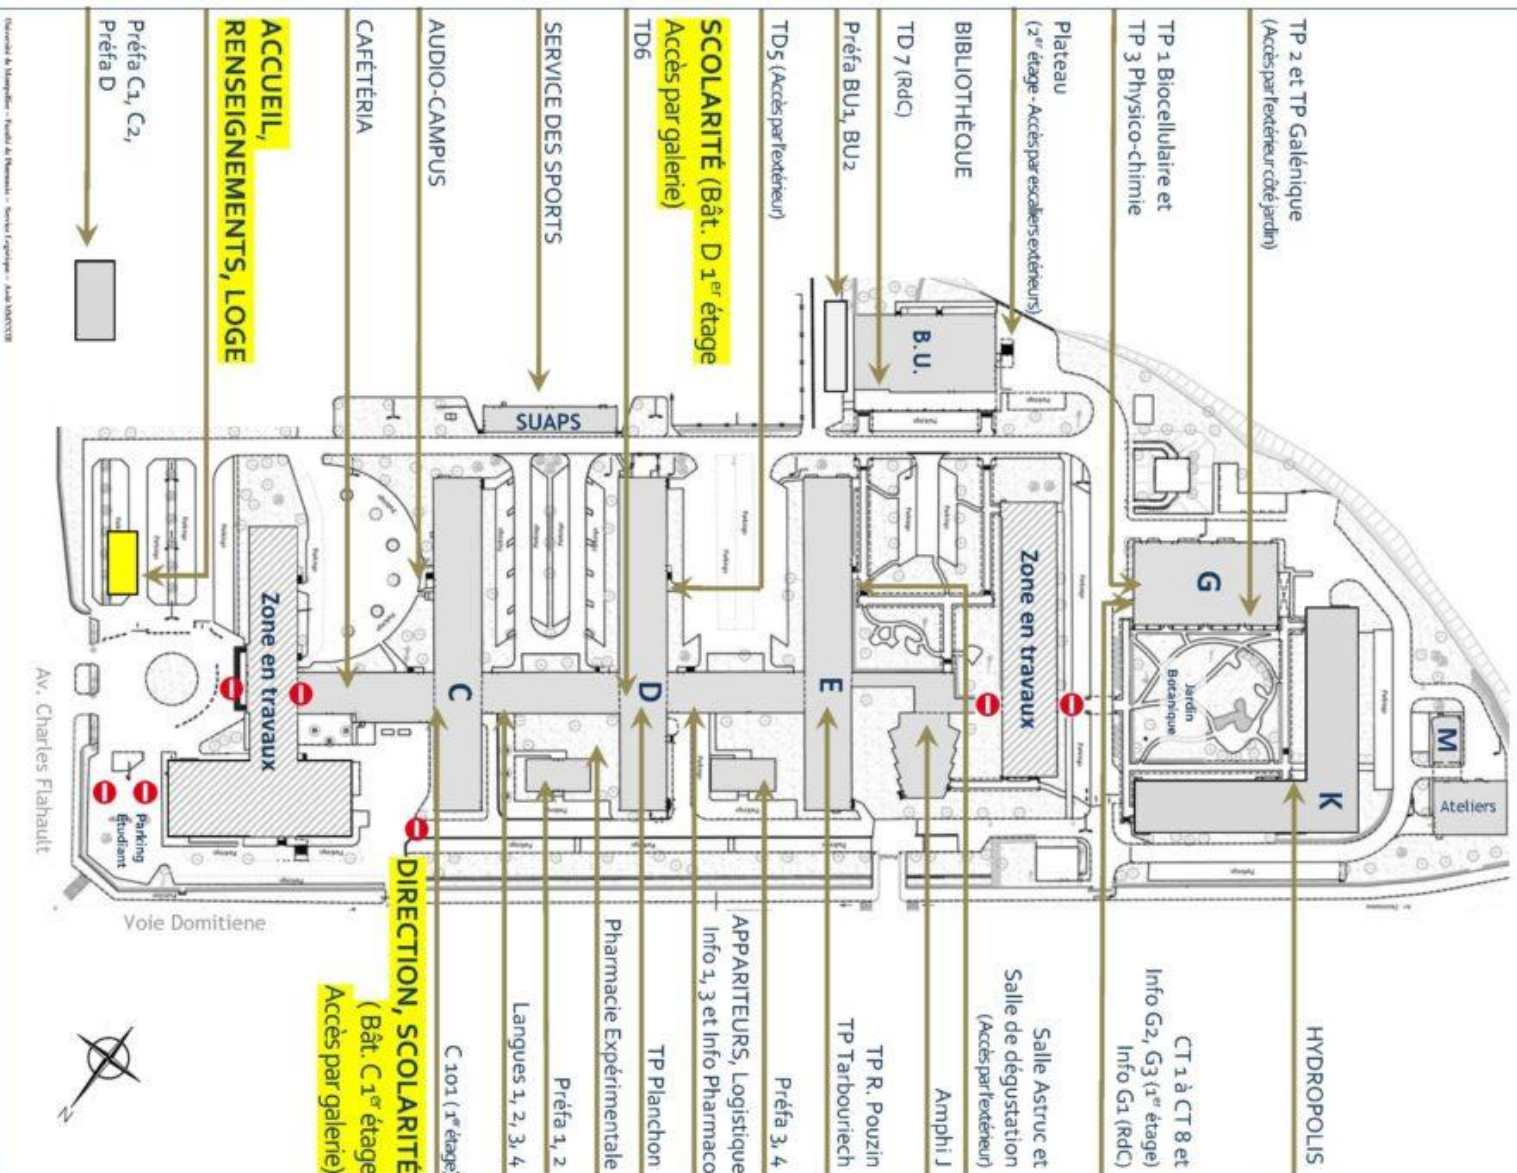 TP 2 et TP Galénique
(Accès par l'extérieur côté jardin)
TP 1 Biocellulaire et
TP 3 Physico-chimie
Plateau
(2er étage - Accès par escaliers extérieurs)
BIBLIOTHÈQUE
TD 7 (RdC)
Préfa BU1, BU2
TD5 (Accès par l'extérieur)
SCOLARITÉ (Bât. D 1er étage
Accès par galerie)
TD6
SERVICE DES SPORTS
AUDIO-CAMPUS
CAFÉTÉRIA
ACCUEIL,
RENSEIGNEMENTS, LOGE
Préfa C1, C2,
Préfa D
B.U.
SUAPS
G
Jardin
Botanique
K
M
Ateliers
Zone en travaux
E
D
C
Zone en travaux
Parking
Étudiant
Av. Charles Flahault
Voie Domitiene
N
HYDROPOLIS
CT 1 à CT 8 et
Info G2, G3 (1er étage)
Info G1 (RdC)
Salle Astruc et
Salle de dégustation
(Accès par l'extérieur)
Amphi J
TP R. Pouzin
TP Tarbouriech
Préfa 3, 4
APPARITEURS, Logistique
Info 1, 3 et Info Pharmaco
TP Planchon
Pharmacie Expérimentale
Préfa 1, 2
Langues 1, 2, 3, 4
C 101 (1er étage)
DIRECTION, SCOLARITÉ
(Bât. C 1er étage
Accès par galerie)